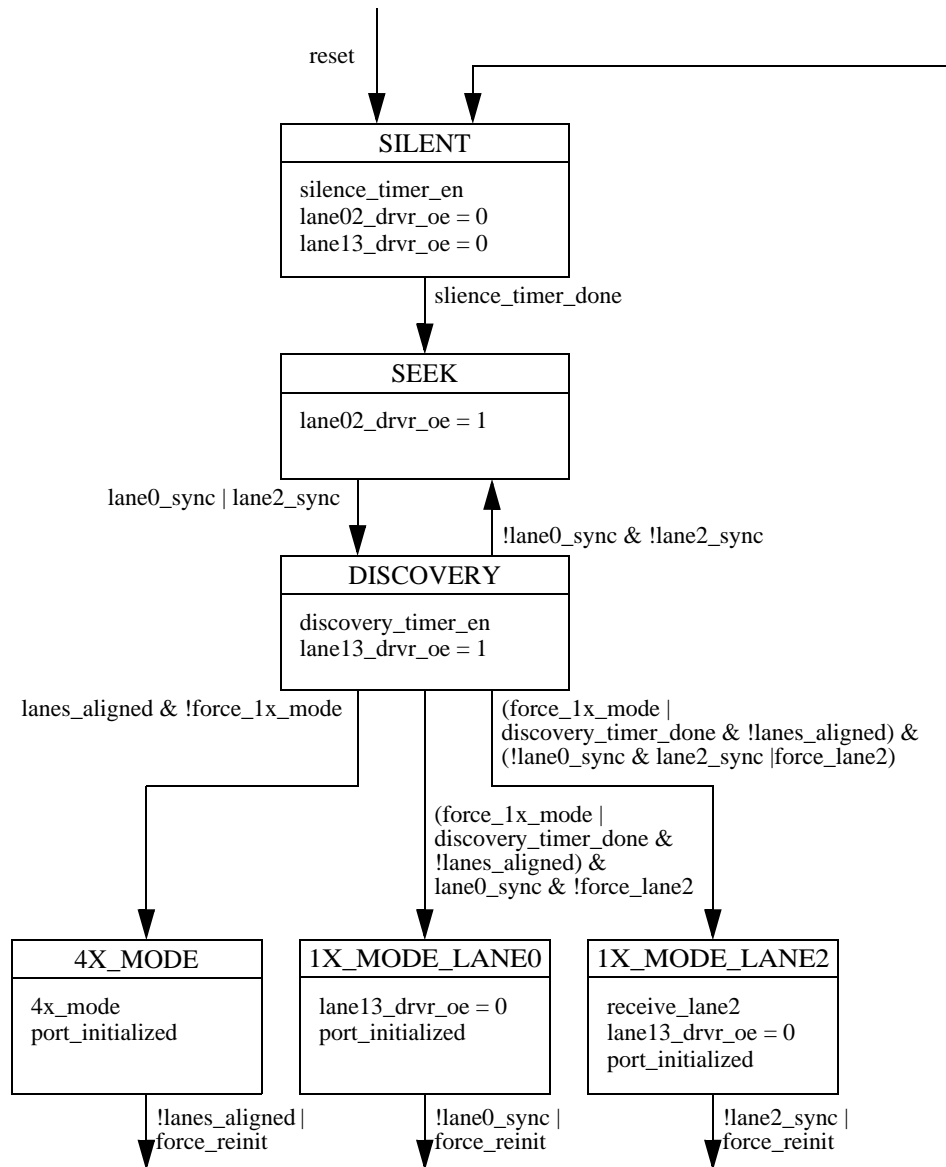 reset
SILENT
silence_timer_en
lane02_drvr_oe = 0
lane13_drvr_oe = 0
slience_timer_done
SEEK
lane02_drvr_oe = 1
lane0_sync | lane2_sync
!lane0_sync & !lane2_sync
DISCOVERY
discovery_timer_en
lane13_drvr_oe = 1
lanes_aligned & !force_1x_mode
(force_1x_mode |
discovery_timer_done & !lanes_aligned) &
(!lane0_sync & lane2_sync |force_lane2)
(force_1x_mode |
discovery_timer_done &
!lanes_aligned) &
lane0_sync & !force_lane2
4X_MODE
4x_mode
port_initialized
!lanes_aligned |
force_reinit
1X_MODE_LANE0
lane13_drvr_oe = 0
port_initialized
!lane0_sync |
force_reinit
1X_MODE_LANE2
receive_lane2
lane13_drvr_oe = 0
port_initialized
!lane2_sync |
force_reinit